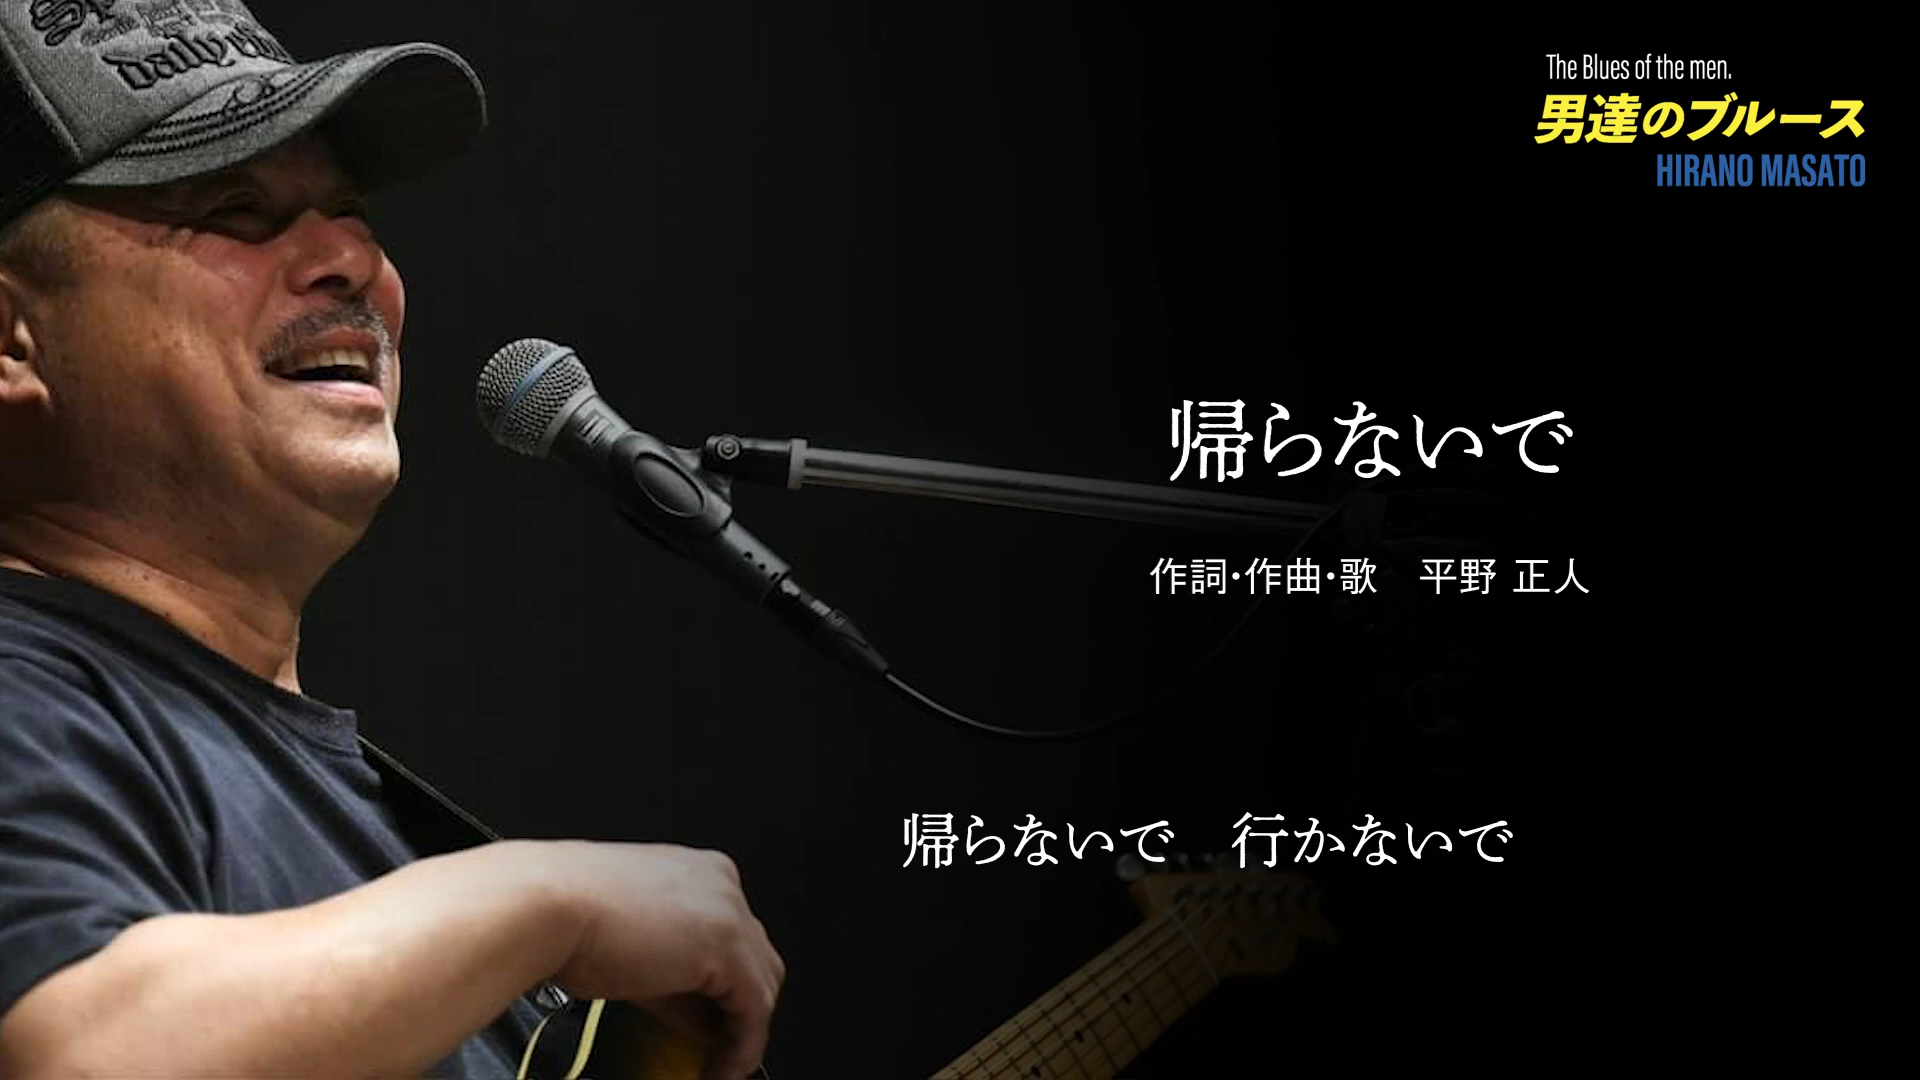 The Blues of the men.
男達のブルース
HIRANO MASATO
帰らないで
作詞・作曲・歌　平野 正人
帰らないで　行かないで